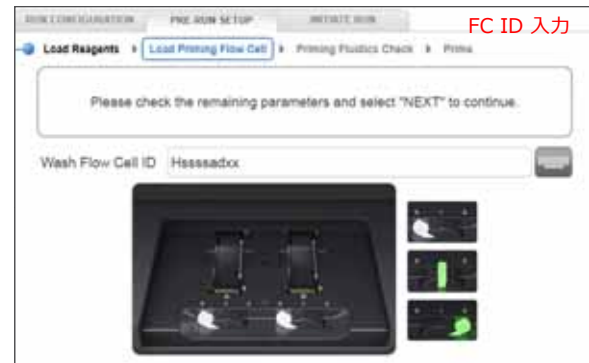 RUN CONFIGURATION PRE-RUN SETUP INITIATE RUN
FC ID 入力
Load Reagents Load Priming Flow Cell Priming Fluidics Check Prime
Please check the remaining parameters and select "NEXT" to continue.
Wash Flow Cell ID Hssssadxx